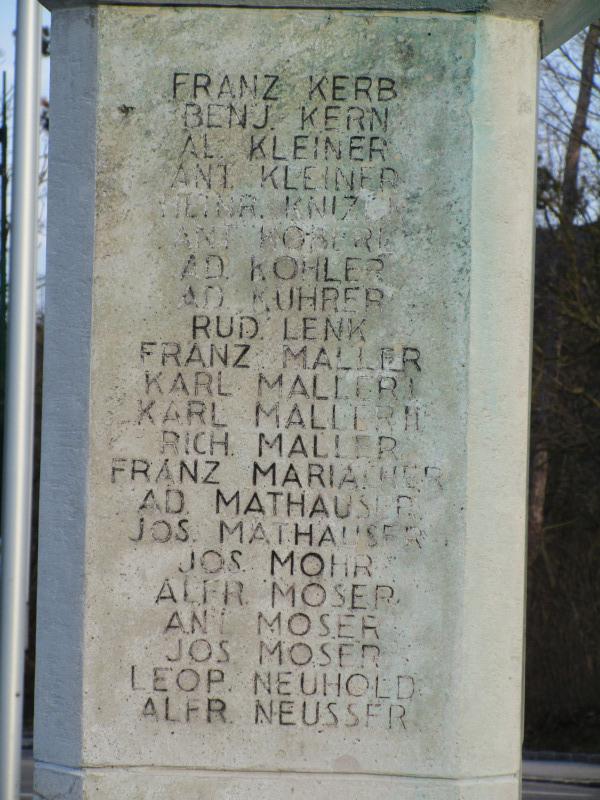 FRANZ KERB
BENJ. KERN
AL. KLEINER
ANT. KLEINER
HEINR.
ANT.
AD. KOHLER
AD. KUHRER
RUD. LENK
FRANZ MALLER
KARL MALLER I
KARL MALLER II
RICH. MALLER
FRANZ MARIACHER
AD. MATHAUSER
JOS. MATHAUSER
JOS. MOHR
ALFR. MOSER
ANT. MOSER
JOS. MOSER
LEOP. NEUHOLD
ALFR. NEUSSER